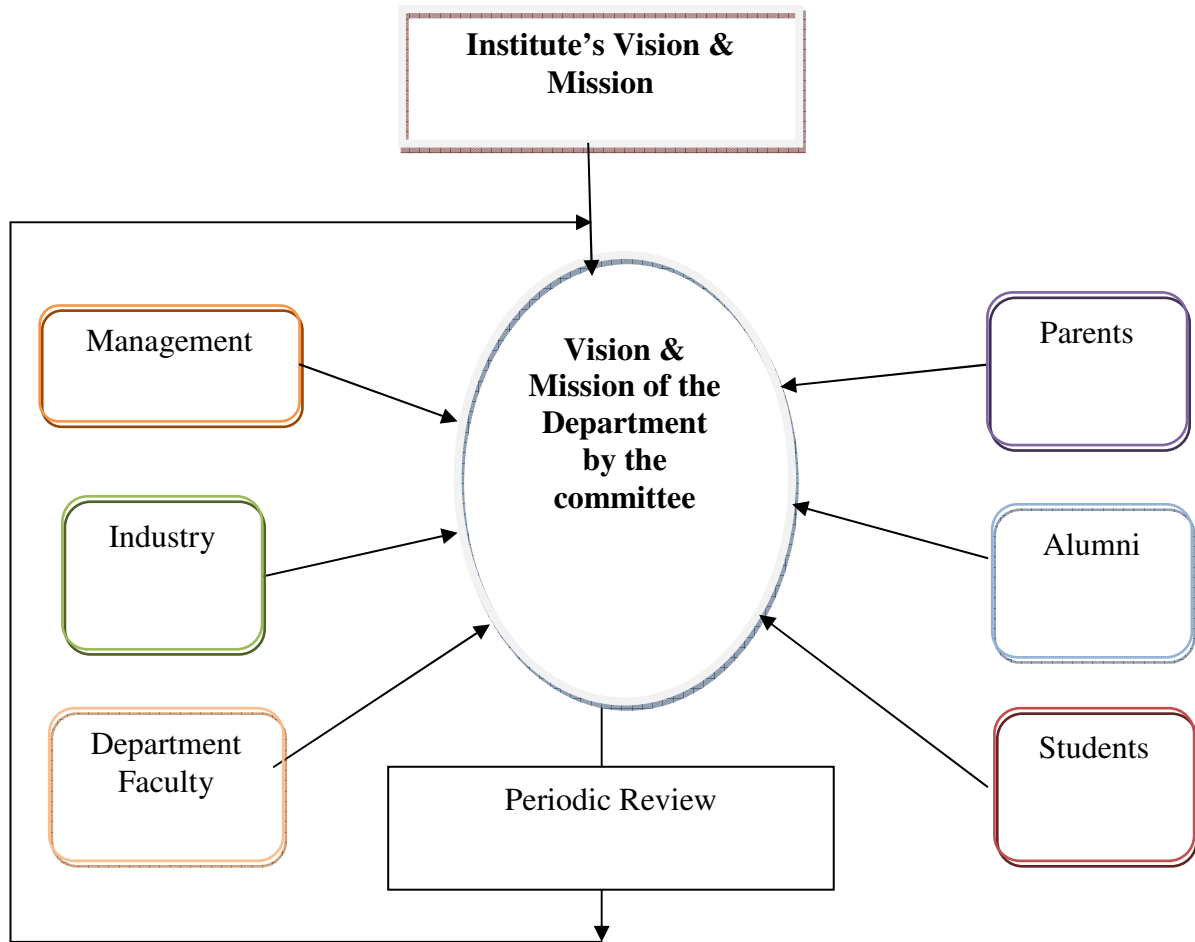 Institute’s Vision &
Mission
Management
Parents
Vision &
Mission of the
Department
by the
committee
Industry
Alumni
Department
Faculty
Students
Periodic Review